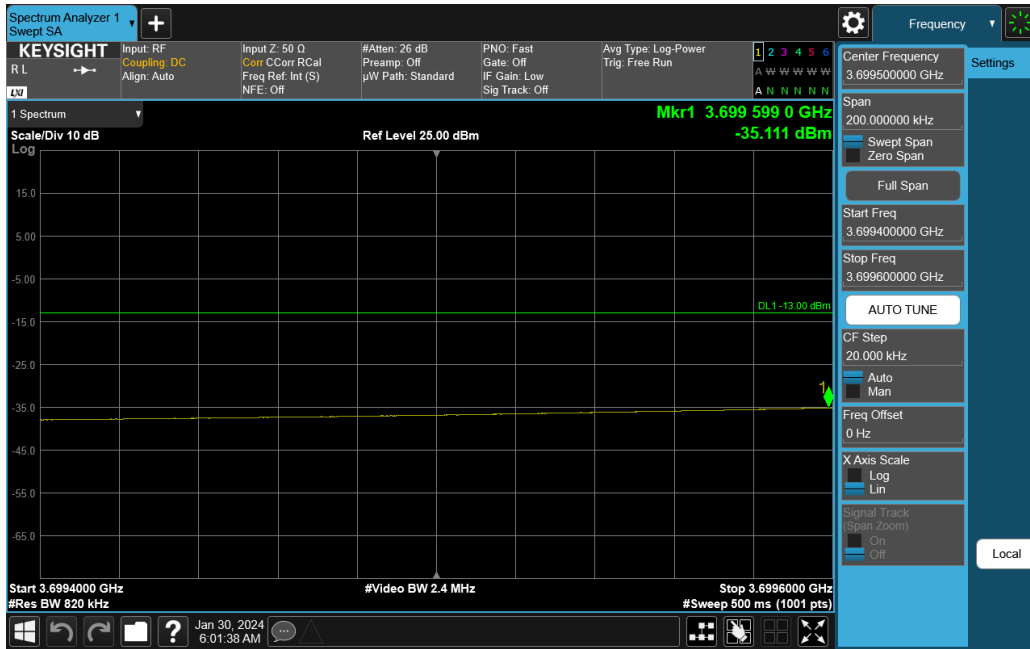 Spectrum Analyzer 1
Swept SA
Frequency
KEYSIGHT
R L
LXI
Input: RF
Coupling: DC
Align: Auto
Input Z: 50 Ω
Corr CCorr RCal
Freq Ref: Int (S)
NFE: Off
#Atten: 26 dB
Preamp: Off
µW Path: Standard
PNO: Fast
Gate: Off
IF Gain: Low
Sig Track: Off
Avg Type: Log-Power
Trig: Free Run
1 2 3 4 5 6
A W W W W W
A N N N N N
1 Spectrum
Scale/Div 10 dB
Log
Ref Level 25.00 dBm
Mkr1 3.699 599 0 GHz
-35.111 dBm
15.0
5.00
-5.00
DL1 -13.00 dBm
-15.0
-25.0
1
-35.0
-45.0
-55.0
-65.0
Start 3.6994000 GHz
#Res BW 820 kHz
#Video BW 2.4 MHz
Stop 3.6996000 GHz
#Sweep 500 ms (1001 pts)
Jan 30, 2024
6:01:38 AM
?
Center Frequency
3.699500000 GHz
Span
200.000000 kHz
Swept Span
Zero Span
Full Span
Start Freq
3.699400000 GHz
Stop Freq
3.699600000 GHz
AUTO TUNE
CF Step
20.000 kHz
Auto
Man
Freq Offset
0 Hz
X Axis Scale
Log
Lin
Signal Track
(Span Zoom)
On
Off
Settings
Local